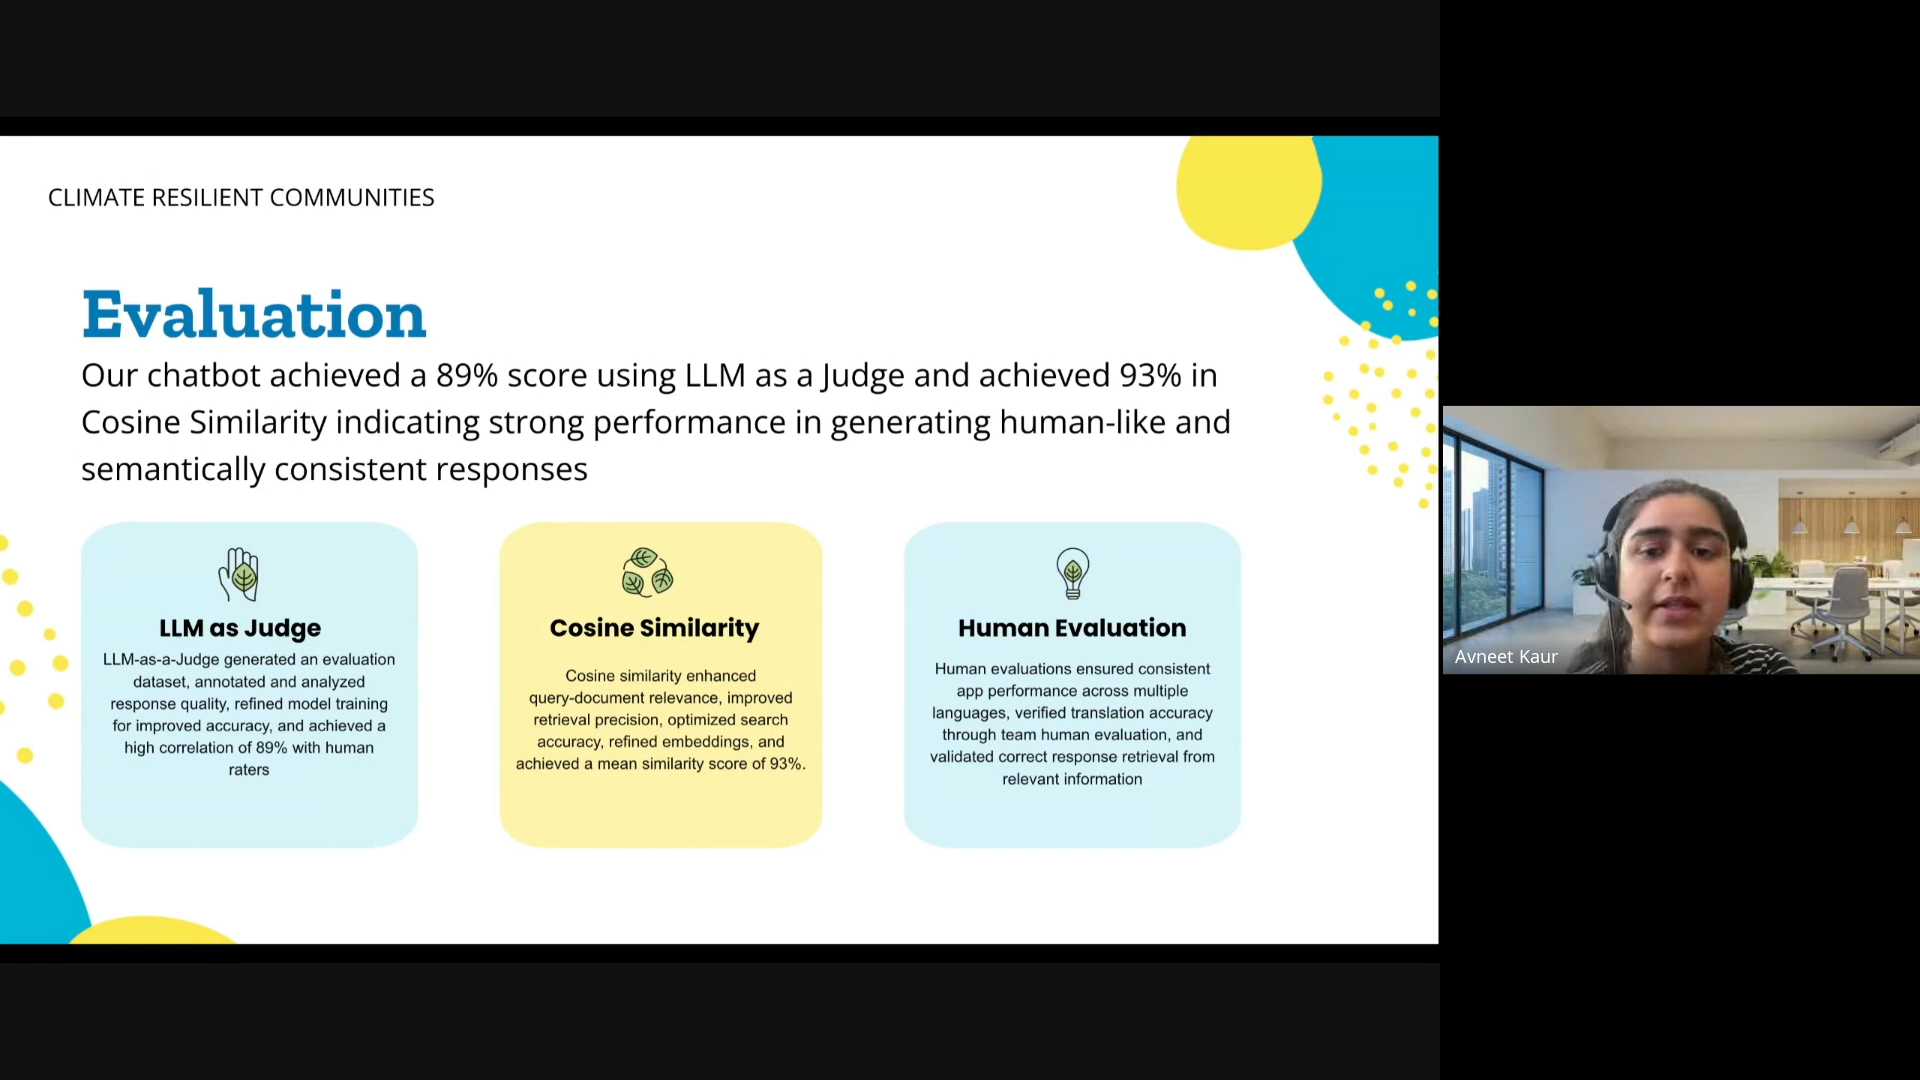 CLIMATE RESILIENT COMMUNITIES
Evaluation
Our chatbot achieved a 89% score using LLM as a Judge and achieved 93% in
Cosine Similarity indicating strong performance in generating human-like and
semantically consistent responses
LLM as Judge
LLM-as-a-Judge generated an evaluation
dataset, annotated and analyzed
response quality, refined model training
for improved accuracy, and achieved a
high correlation of 89% with human
raters
Cosine Similarity
Cosine similarity enhanced
query-document relevance, improved
retrieval precision, optimized search
accuracy, refined embeddings, and
achieved a mean similarity score of 93%.
Human Evaluation
Human evaluations ensured consistent
app performance across multiple
languages, verified translation accuracy
through team human evaluation, and
validated correct response retrieval from
relevant information
Avneet Kaur